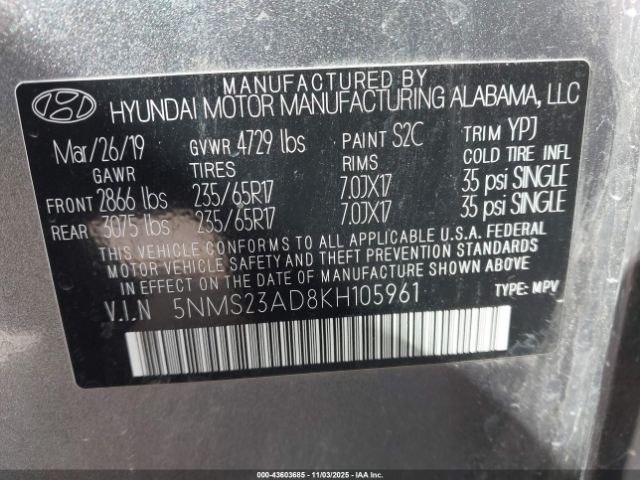 MANUFACTURED BY
HYUNDAI MOTOR MANUFACTURING ALABAMA, LLC
Mar/26/19 GVWR 4729 lbs PAINT S2C TRIM YPJ
GAWR TIRES RIMS COLD TIRE INFL
FRONT 2866 lbs 235/65R17 7.0JX17 35 psi SINGLE
REAR 3075 lbs 235/65R17 7.0JX17 35 psi SINGLE
THIS VEHICLE CONFORMS TO ALL APPLICABLE U.S.A. FEDERAL
MOTOR VEHICLE SAFETY AND THEFT PREVENTION STANDARDS
IN EFFECT ON THE DATE OF MANUFACTURE SHOWN ABOVE.
V.I.N 5NMS23AD8KH105961 TYPE: MPV
000-43603685 - 11/03/2025 - COPART.COM